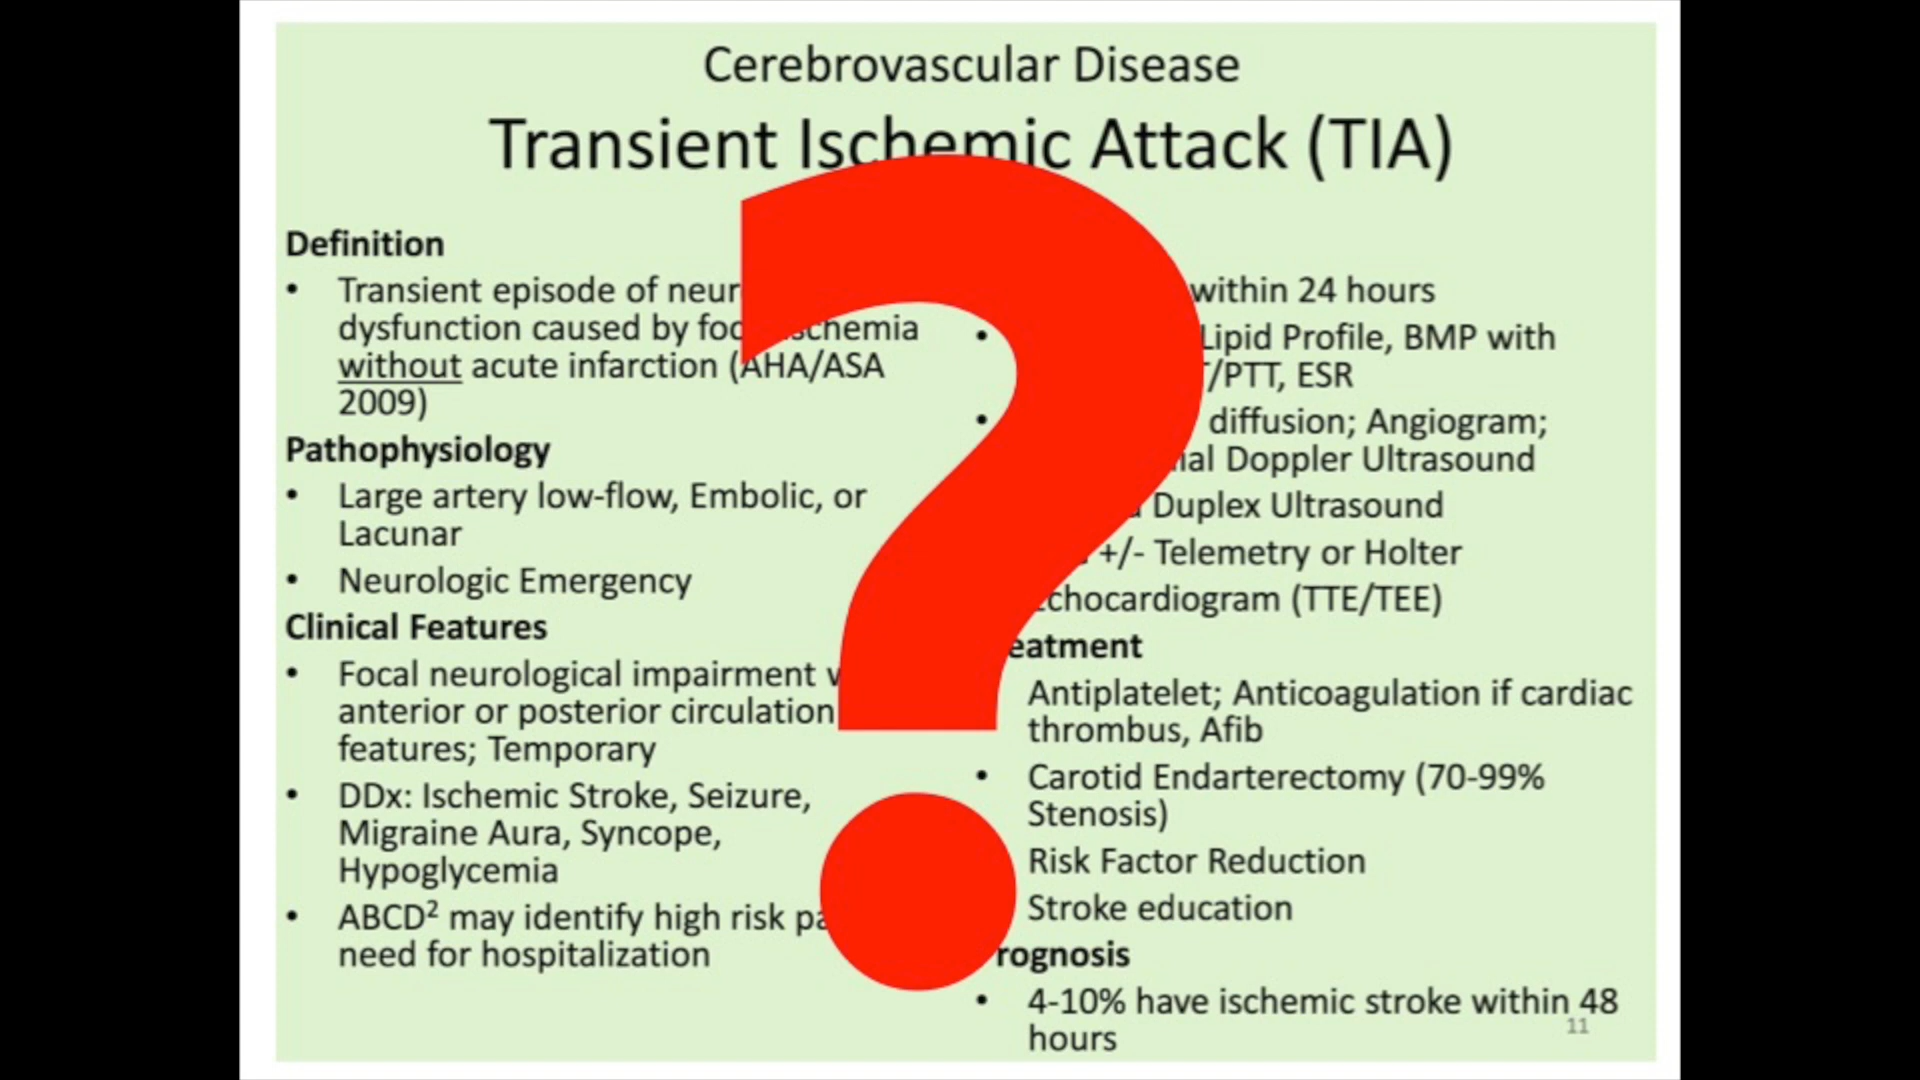 Cerebrovascular Disease
Transient Ischemic Attack (TIA)
Definition
• Transient episode of
dysfunction caused by
without acute infarction (AHA/ASA
2009)
Pathophysiology
• Large artery low-flow, Embolic, or
Lacunar
• Neurologic Emergency
Clinical Features
• Focal neurological impairment
anterior or posterior circulation
features; Temporary
• DDx: Ischemic Stroke, Seizure,
Migraine Aura, Syncope,
Hypoglycemia
• ABCD² may identify high risk
need for hospitalization
within 24 hours
• Lipid Profile, BMP with
/PTT, ESR
• diffusion; Angiogram;
Doppler Ultrasound
Duplex Ultrasound
+/- Telemetry or Holter
Echocardiogram (TTE/TEE)
Treatment
Antiplatelet; Anticoagulation if cardiac
thrombus, Afib
• Carotid Endarterectomy (70-99%
Stenosis)
Risk Factor Reduction
Stroke education
Prognosis
• 4-10% have ischemic stroke within 48
hours
11
?